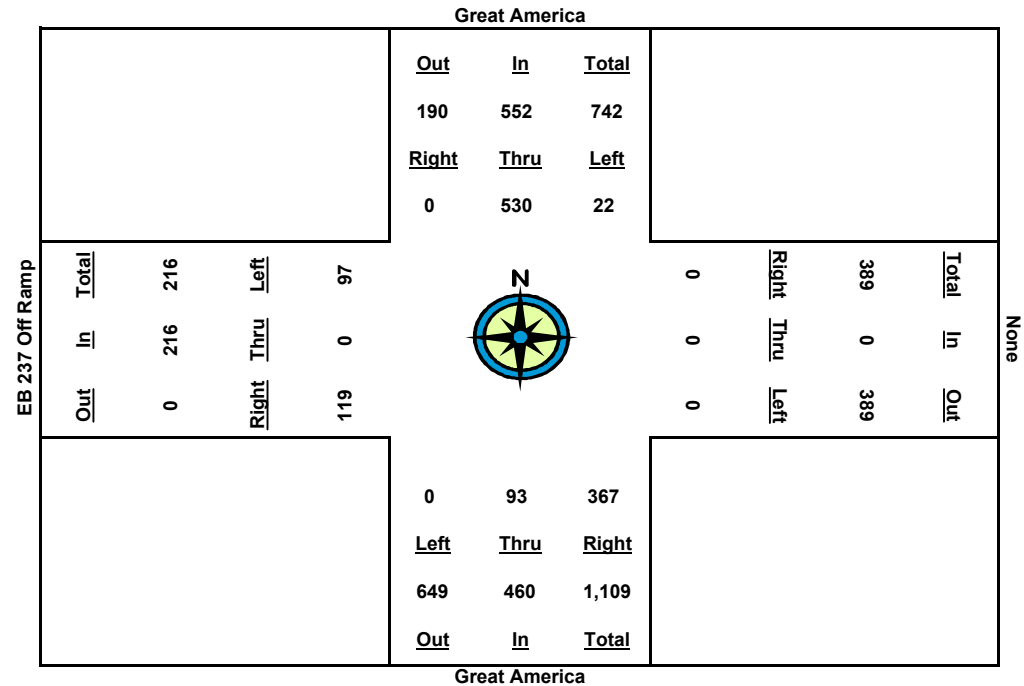 Great America
Out In Total
190 552 742
Right Thru Left
0 530 22
EB 237 Off Ramp
Total 216 Left 97
In 216 Thru 0
Out 0 Right 119
N
0 Right 389 Total
0 Thru 0 In
0 Left 389 Out
None
0 93 367
Left Thru Right
649 460 1,109
Out In Total
Great America